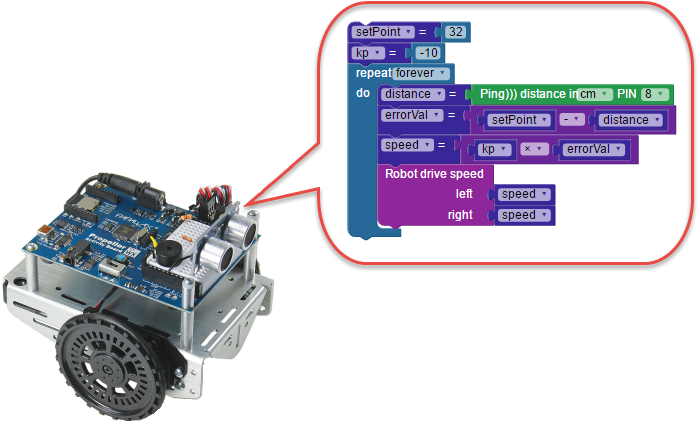 setPoint = 32
kp = -10
repeat forever
do distance = Ping))) distance in cm PIN 8
errorVal = setPoint - distance
speed = kp × errorVal
Robot drive speed
left speed
right speed
Propeller
Activity Board WX